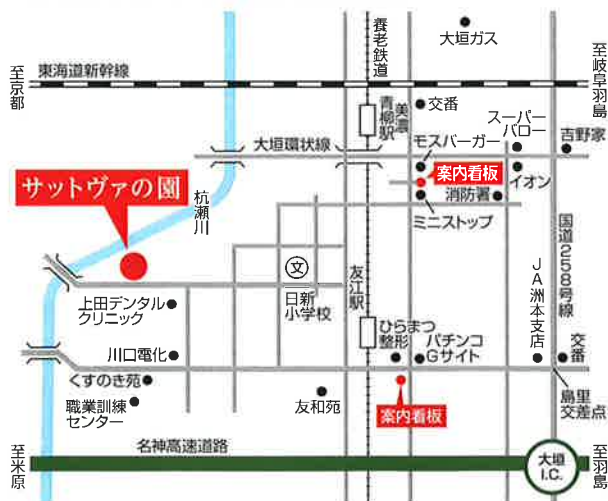 養老鉄道
大垣ガス
至岐阜羽島
至京都
東海道新幹線
交番
美濃
青柳駅
スーパー
バロー
吉野家
モスバーガー
大垣環状線
案内看板
イオン
サットヴァの園
杭瀬川
消防署
ミニストップ
国道258号線
文
日新
小学校
友江駅
JA洲本支店
上田デンタル
クリニック
ひらまつ
整形
パチンコ
Gサイト
交番
川口電化
くすのき苑
職業訓練
センター
友和苑
案内看板
島里
交差点
名神高速道路
至米原
大垣
I.C.
至羽島